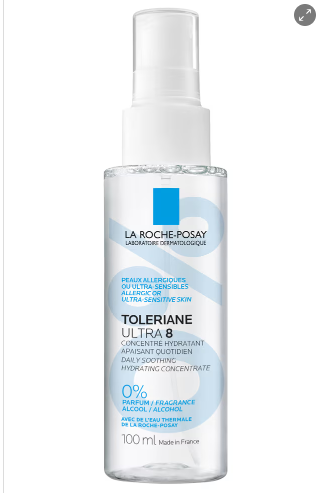 LA ROCHE-POSAY
LABORATOIRE DERMATOLOGIQUE
PEAUX ALLERGIQUES
OU ULTRA-SENSIBLES
ALLERGIC OR
ULTRA-SENSITIVE SKIN
TOLERIANE
ULTRA 8
CONCENTRÉ HYDRATANT
APAISANT QUOTIDIEN
DAILY SOOTHING
HYDRATING CONCENTRATE
0%
PARFUM / FRAGRANCE
ALCOOL / ALCOHOL
AVEC DE L'EAU THERMALE
DE LA ROCHE-POSAY
100 ml Made in France